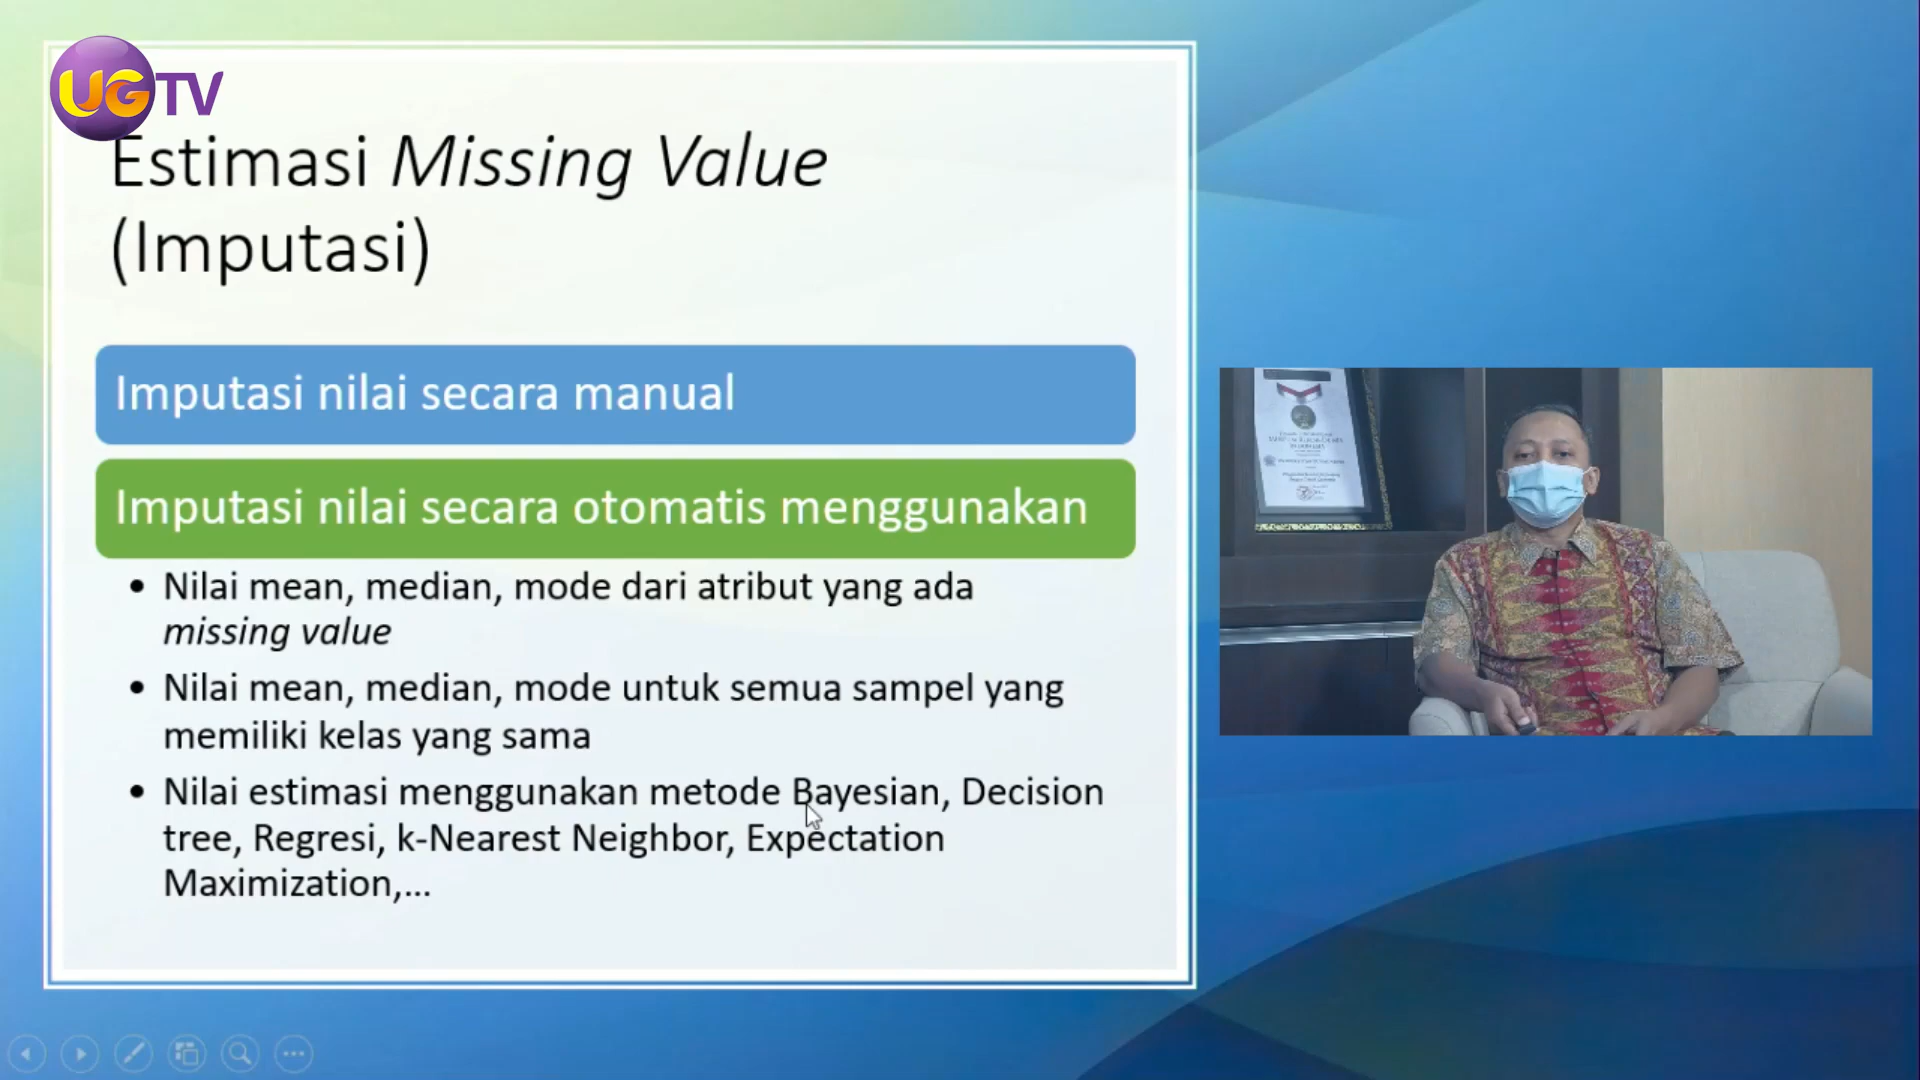 UGTV
Estimasi Missing Value
(Imputasi)
Imputasi nilai secara manual
Imputasi nilai secara otomatis menggunakan
• Nilai mean, median, mode dari atribut yang ada
missing value
• Nilai mean, median, mode untuk semua sampel yang
memiliki kelas yang sama
• Nilai estimasi menggunakan metode Bayesian, Decision
tree, Regresi, k-Nearest Neighbor, Expectation
Maximization,...